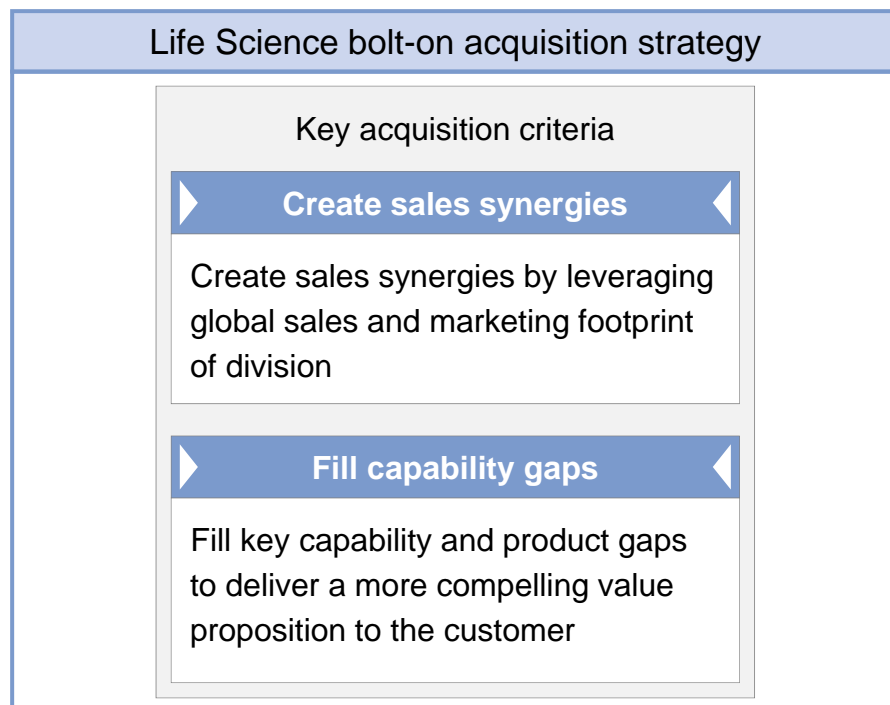 Life Science bolt-on acquisition strategy
Key acquisition criteria
Create sales synergies
Create sales synergies by leveraging
global sales and marketing footprint
of division
Fill capability gaps
Fill key capability and product gaps
to deliver a more compelling value
proposition to the customer